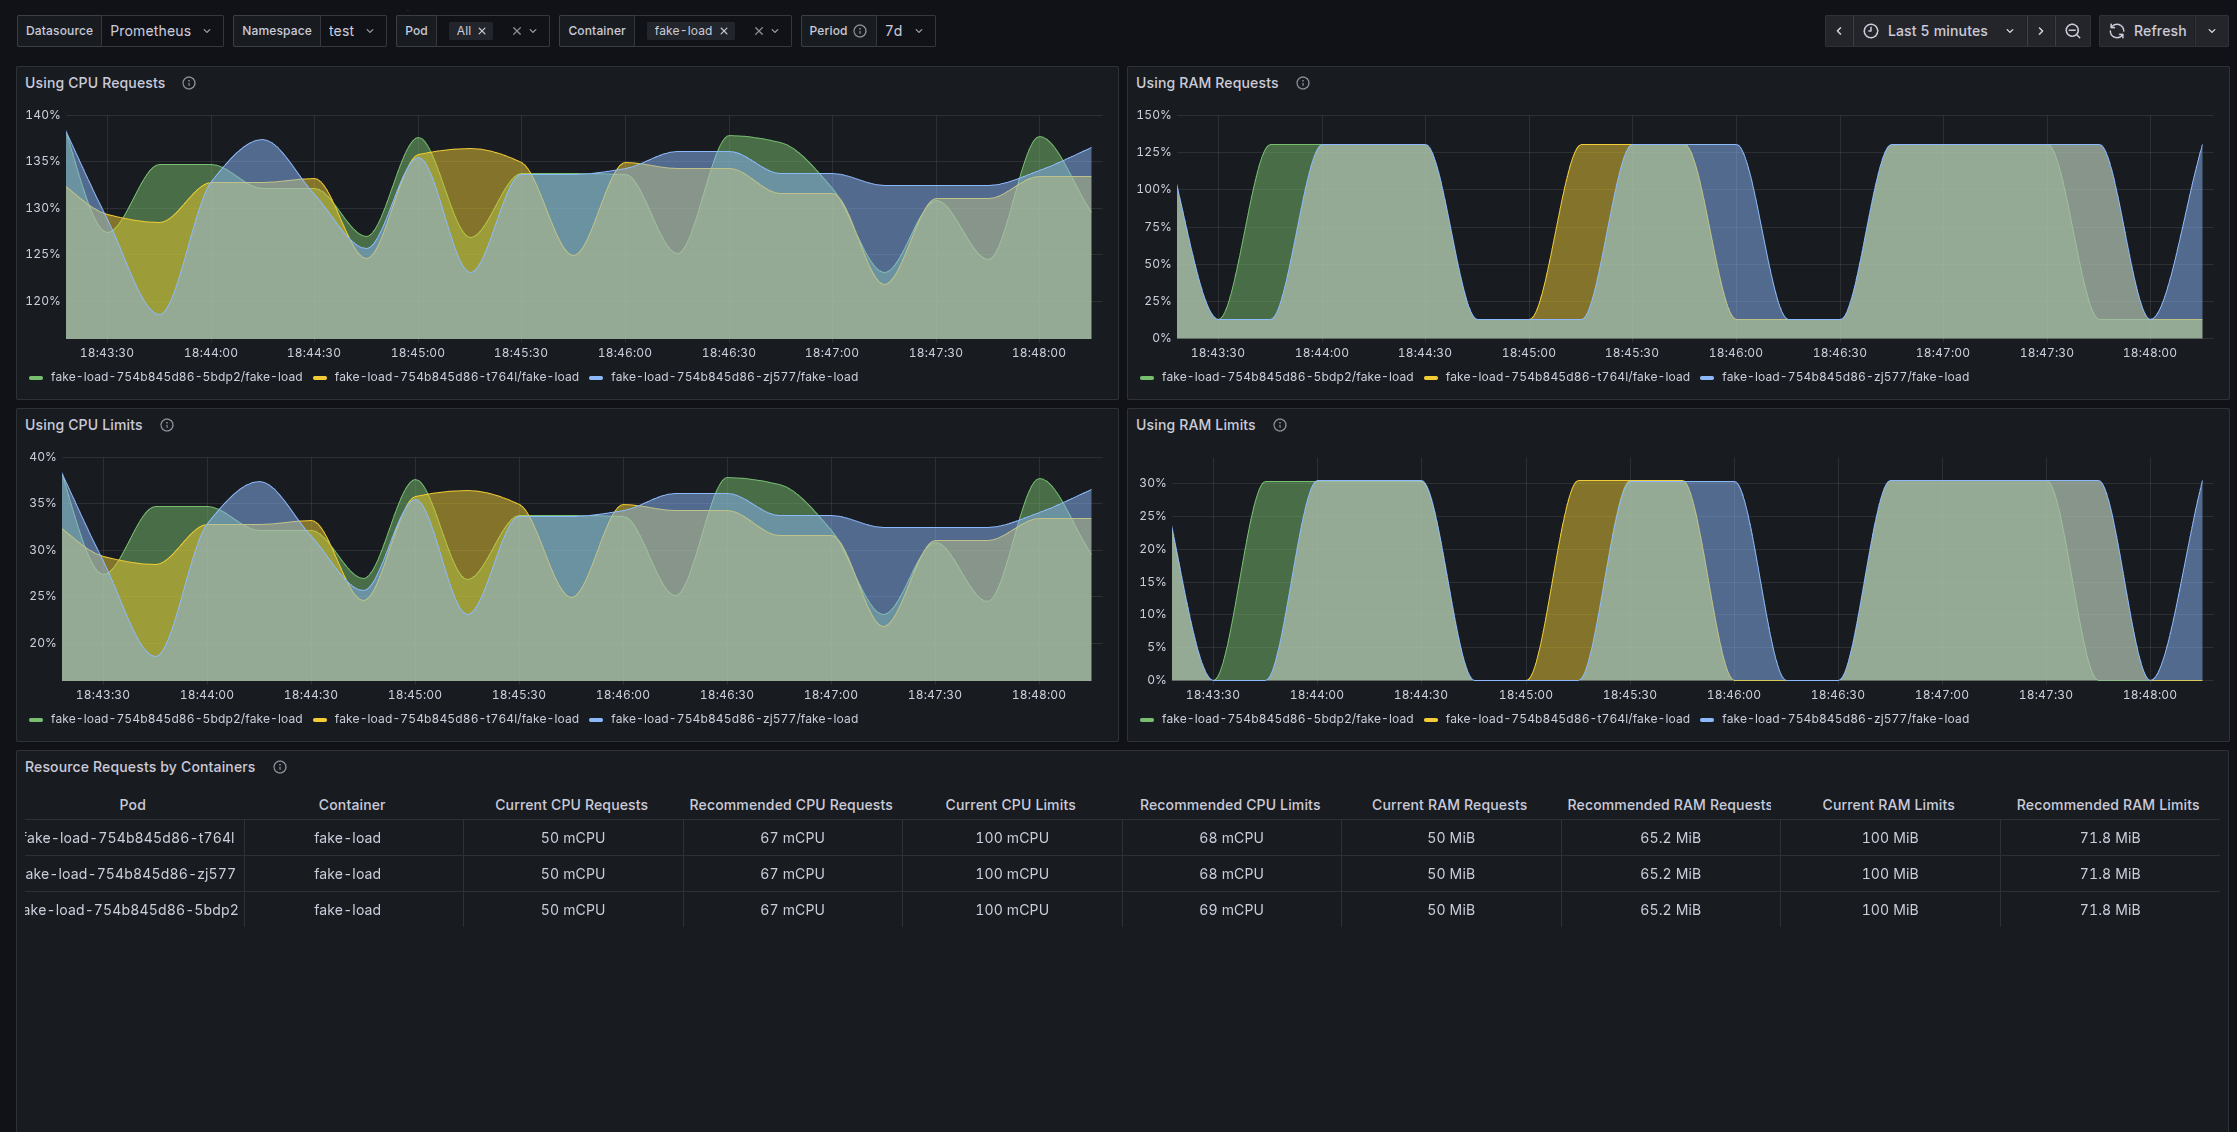 Datasource Prometheus Namespace test Pod All Container fake-load Period 7d Last 5 minutes Refresh
Using CPU Requests
140%
135%
130%
125%
120%
18:43:30 18:44:00 18:44:30 18:45:00 18:45:30 18:46:00 18:46:30 18:47:00 18:47:30 18:48:00
fake-load-754b845d86-5bdp2/fake-load fake-load-754b845d86-t764l/fake-load fake-load-754b845d86-zj577/fake-load
Using RAM Requests
150%
125%
100%
75%
50%
25%
0%
18:43:30 18:44:00 18:44:30 18:45:00 18:45:30 18:46:00 18:46:30 18:47:00 18:47:30 18:48:00
fake-load-754b845d86-5bdp2/fake-load fake-load-754b845d86-t764l/fake-load fake-load-754b845d86-zj577/fake-load
Using CPU Limits
40%
35%
30%
25%
20%
18:43:30 18:44:00 18:44:30 18:45:00 18:45:30 18:46:00 18:46:30 18:47:00 18:47:30 18:48:00
fake-load-754b845d86-5bdp2/fake-load fake-load-754b845d86-t764l/fake-load fake-load-754b845d86-zj577/fake-load
Using RAM Limits
30%
25%
20%
15%
10%
5%
0%
18:43:30 18:44:00 18:44:30 18:45:00 18:45:30 18:46:00 18:46:30 18:47:00 18:47:30 18:48:00
fake-load-754b845d86-5bdp2/fake-load fake-load-754b845d86-t764l/fake-load fake-load-754b845d86-zj577/fake-load
Resource Requests by Containers
Pod Container Current CPU Requests Recommended CPU Requests Current CPU Limits Recommended CPU Limits Current RAM Requests Recommended RAM Requests Current RAM Limits Recommended RAM Limits
fake-load-754b845d86-t764l fake-load 50 mCPU 67 mCPU 100 mCPU 68 mCPU 50 MiB 65.2 MiB 100 MiB 71.8 MiB
ake-load-754b845d86-zj577 fake-load 50 mCPU 67 mCPU 100 mCPU 68 mCPU 50 MiB 65.2 MiB 100 MiB 71.8 MiB
ake-load-754b845d86-5bdp2 fake-load 50 mCPU 67 mCPU 100 mCPU 69 mCPU 50 MiB 65.2 MiB 100 MiB 71.8 MiB